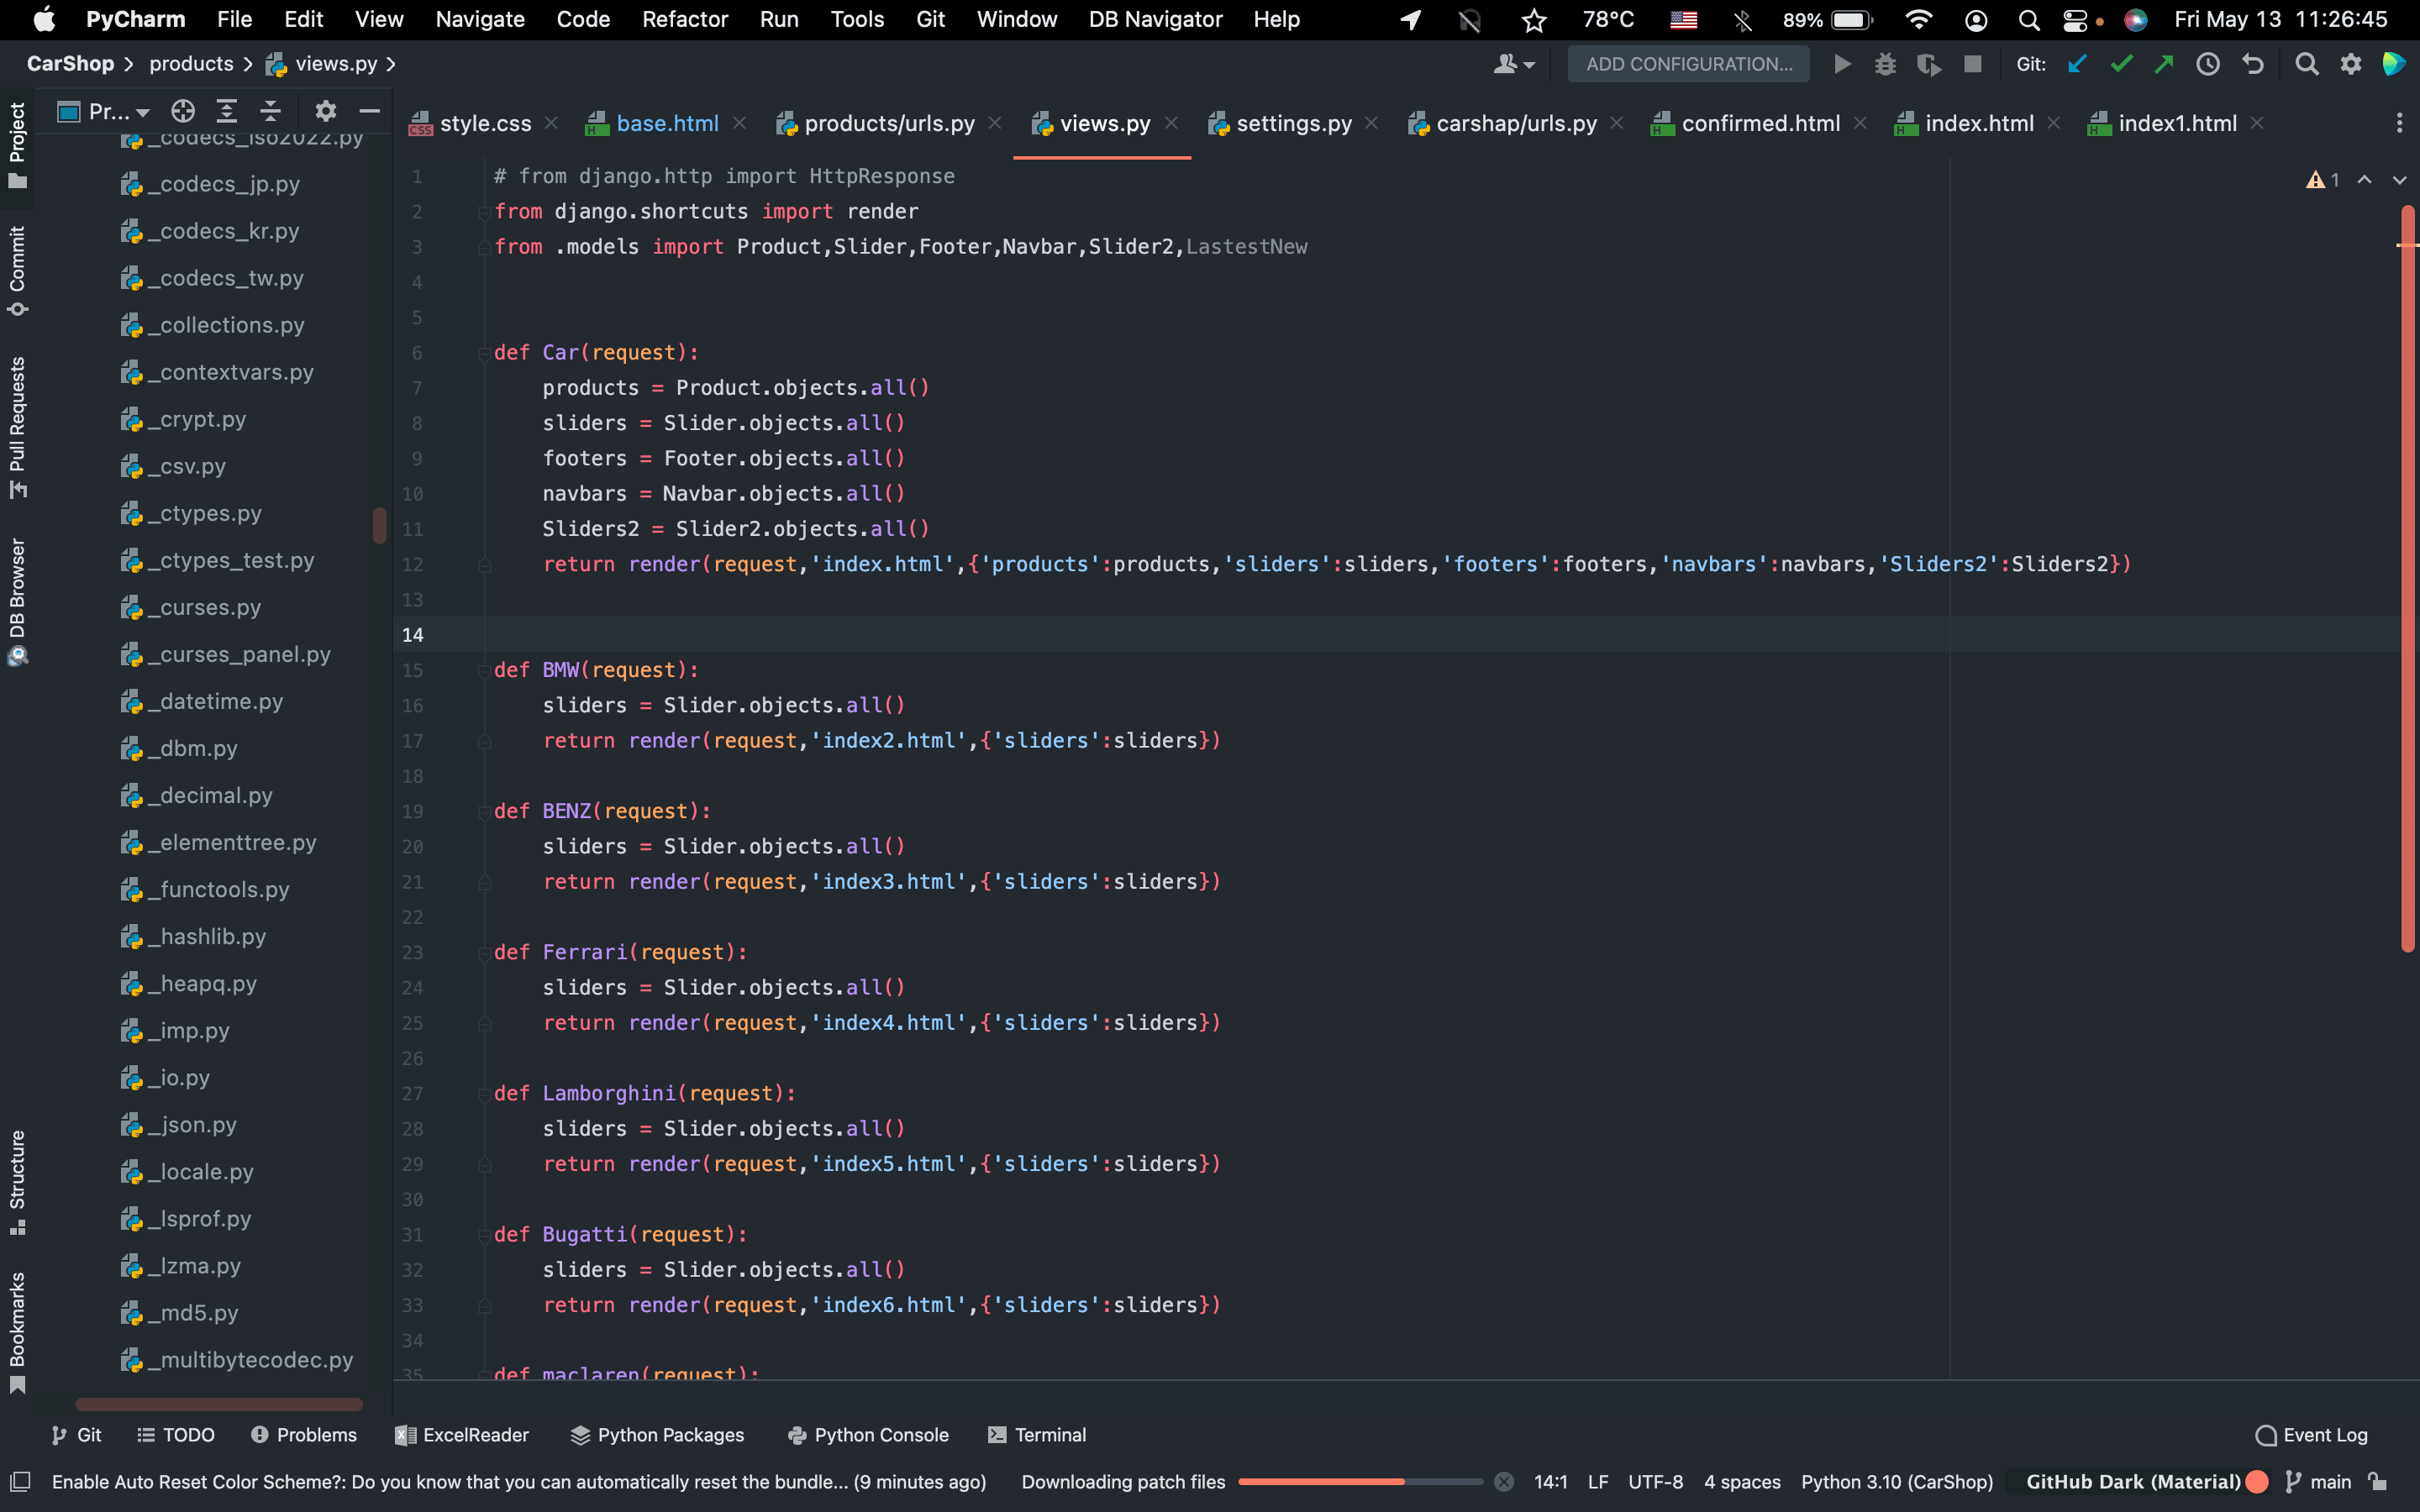 PyCharm File Edit View Navigate Code Refactor Run Tools Git Window DB Navigator Help 78°C 89% Fri May 13 11:26:45
CarShop products views.py ADD CONFIGURATION... Git:
Pr...
style.css base.html products/urls.py views.py settings.py carshap/urls.py confirmed.html index.html index1.html
Project
Commit
Pull Requests
DB Browser
Structure
Bookmarks
_codecs_iso2022.py
_codecs_jp.py
_codecs_kr.py
_codecs_tw.py
_collections.py
_contextvars.py
_crypt.py
_csv.py
_ctypes.py
_ctypes_test.py
_curses.py
_curses_panel.py
_datetime.py
_dbm.py
_decimal.py
_elementtree.py
_functools.py
_hashlib.py
_heapq.py
_imp.py
_io.py
_json.py
_locale.py
_lsprof.py
_lzma.py
_md5.py
_multibytecodec.py
1 # from django.http import HttpResponse
2 from django.shortcuts import render
3 from .models import Product,Slider,Footer,Navbar,Slider2,LastestNew
4
5
6 def Car(request):
7 products = Product.objects.all()
8 sliders = Slider.objects.all()
9 footers = Footer.objects.all()
10 navbars = Navbar.objects.all()
11 Sliders2 = Slider2.objects.all()
12 return render(request,'index.html',{'products':products,'sliders':sliders,'footers':footers,'navbars':navbars,'Sliders2':Sliders2})
13
14
15 def BMW(request):
16 sliders = Slider.objects.all()
17 return render(request,'index2.html',{'sliders':sliders})
18
19 def BENZ(request):
20 sliders = Slider.objects.all()
21 return render(request,'index3.html',{'sliders':sliders})
22
23 def Ferrari(request):
24 sliders = Slider.objects.all()
25 return render(request,'index4.html',{'sliders':sliders})
26
27 def Lamborghini(request):
28 sliders = Slider.objects.all()
29 return render(request,'index5.html',{'sliders':sliders})
30
31 def Bugatti(request):
32 sliders = Slider.objects.all()
33 return render(request,'index6.html',{'sliders':sliders})
34
35 def maclaren(request):
1
Git TODO Problems ExcelReader Python Packages Python Console Terminal Event Log
Enable Auto Reset Color Scheme?: Do you know that you can automatically reset the bundle... (9 minutes ago) Downloading patch files 14:1 LF UTF-8 4 spaces Python 3.10 (CarShop) GitHub Dark (Material) main